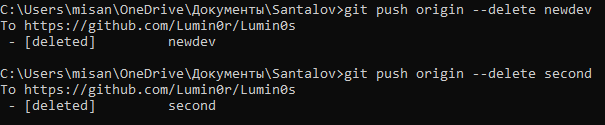 C:\Users\misan\OneDrive\Документы\Santalov>git push origin --delete newdev
To https://github.com/Lumin0r/Lumin0s
 - [deleted]         newdev
C:\Users\misan\OneDrive\Документы\Santalov>git push origin --delete second
To https://github.com/Lumin0r/Lumin0s
 - [deleted]         second